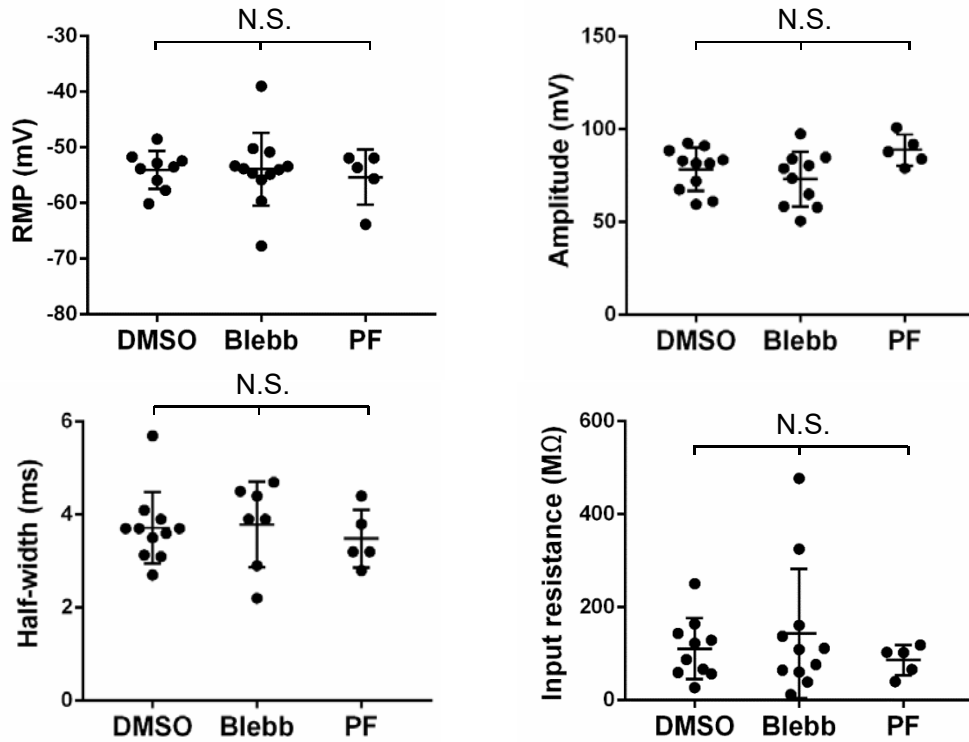 N.S.
RMP (mV)
-30
-40
-50
-60
-70
-80
DMSO Blebb PF
N.S.
Amplitude (mV)
150
100
50
0
DMSO Blebb PF
N.S.
Half-width (ms)
6
4
2
0
DMSO Blebb PF
N.S.
Input resistance (MΩ)
600
400
200
0
DMSO Blebb PF